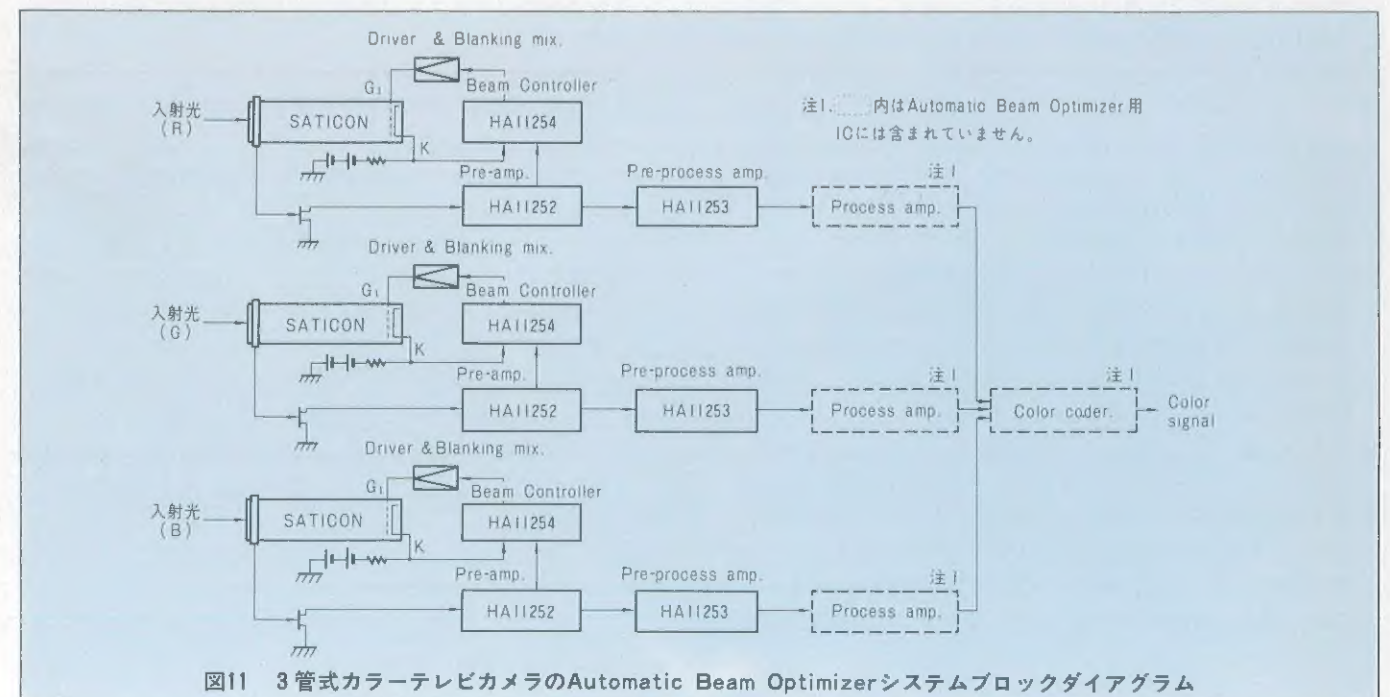 Driver & Blanking mix.
G1
Beam Controller
入射光
(R)
SATICON
HA11254
K
注1. 内はAutomatic Beam Optimizer用
ICには含まれていません。
Pre-amp.
Pre-process amp.
注1
HA11252
HA11253
Process amp.
Driver & Blanking mix.
G1
Beam Controller
入射光
(G)
SATICON
HA11254
K
Pre-amp.
Pre-process amp.
注1
注1
HA11252
HA11253
Process amp.
Color coder.
Color
signal
Driver &Blanking mix.
G1
Beam Controller
入射光
(B)
SATICON
HA11254
K
Pre-amp.
Pre-process amp.
注1
HA11252
HA11253
Process amp.
図11 3管式カラーテレビカメラのAutomatic Beam Optimizerシステムブロックダイアグラム